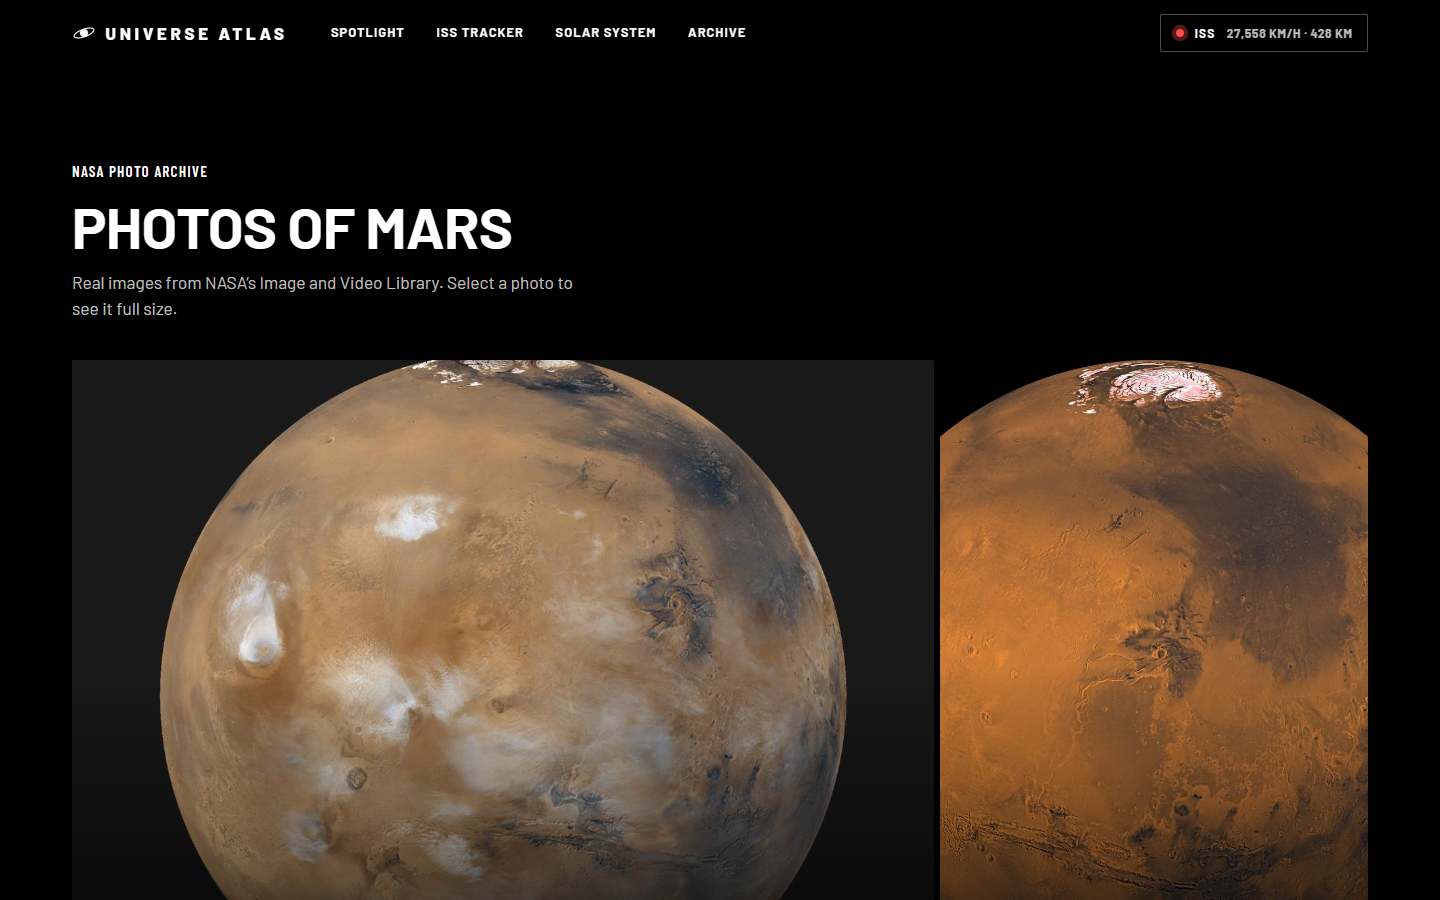 UNIVERSE ATLAS
SPOTLIGHT
ISS TRACKER
SOLAR SYSTEM
ARCHIVE
ISS 27,558 KM/H · 428 KM
NASA PHOTO ARCHIVE
PHOTOS OF MARS
Real images from NASA’s Image and Video Library. Select a photo to
see it full size.